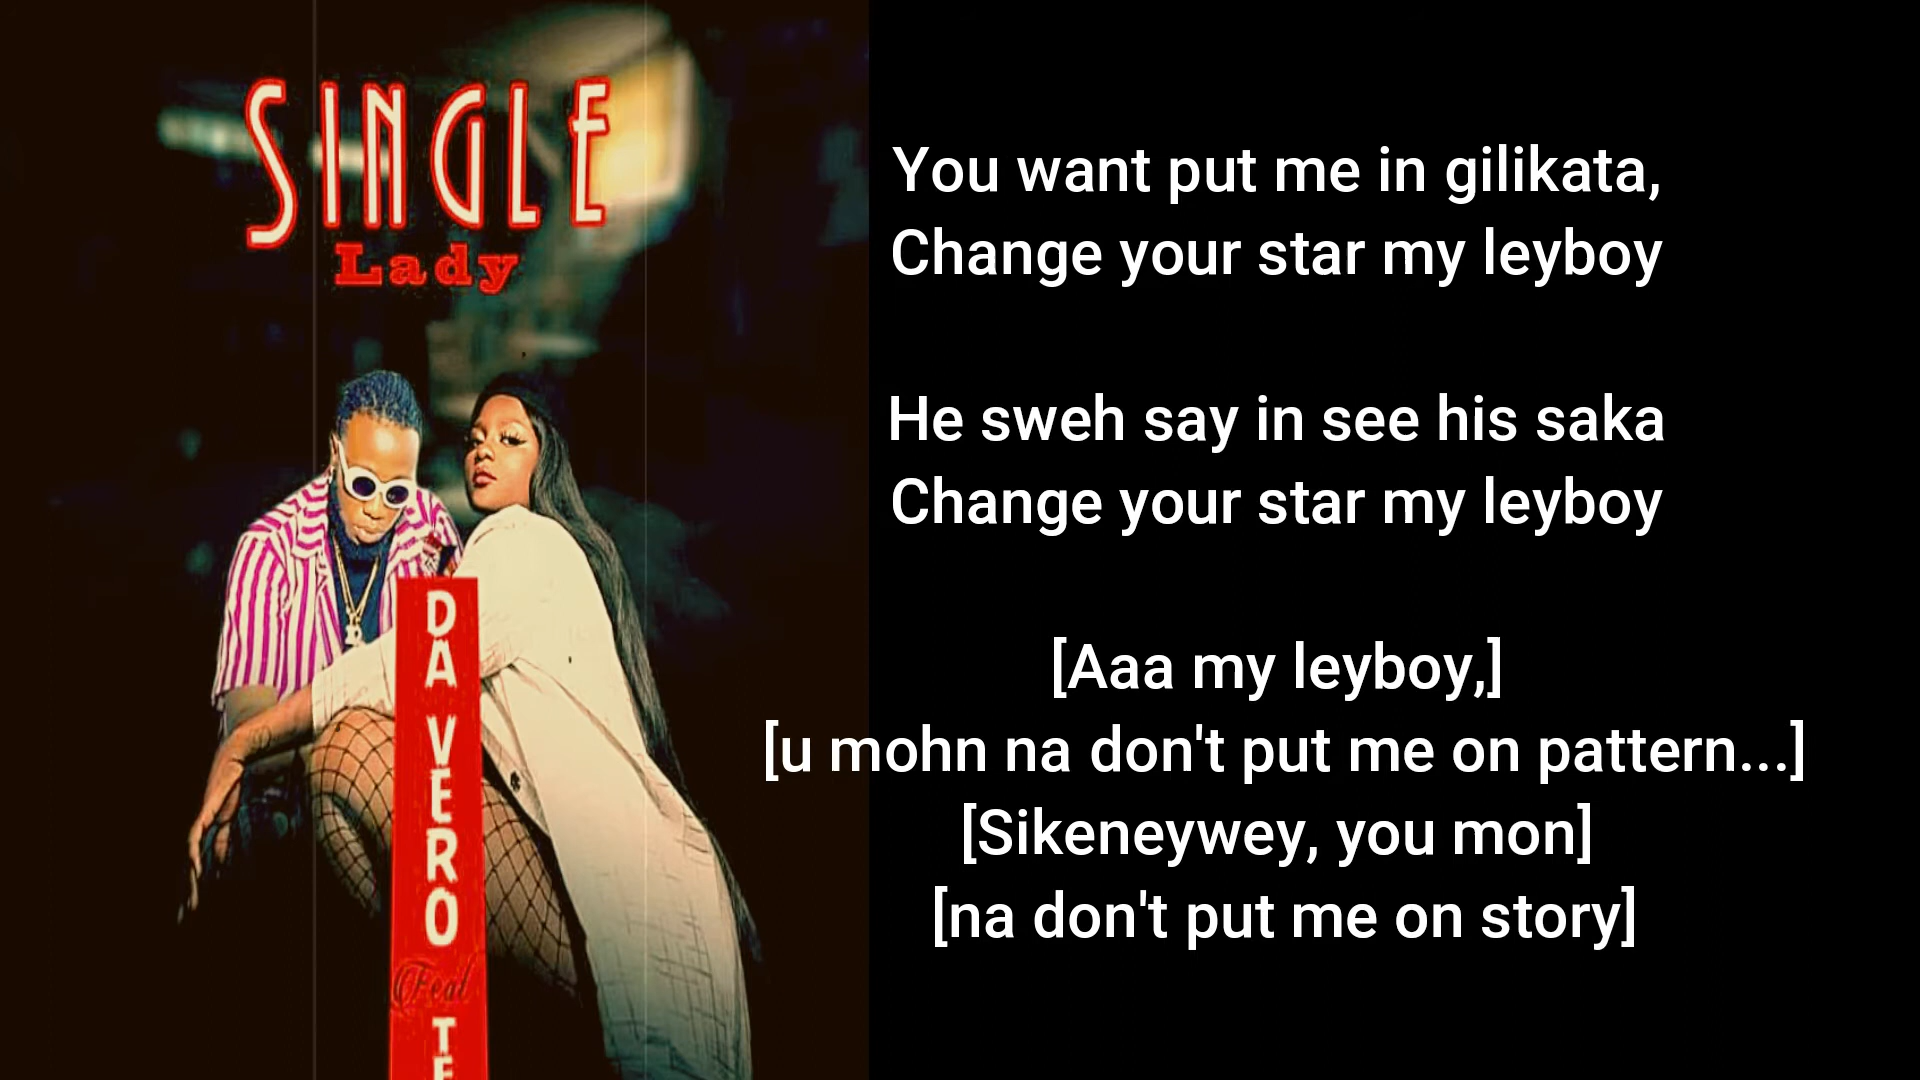 SINGLE
Lady
DA VERO
Feat
TE
You want put me in gilikata,
Change your star my leyboy
He sweh say in see his saka
Change your star my leyboy
[Aaa my leyboy,]
[u mohn na don't put me on pattern...]
[Sikeneywey, you mon]
[na don't put me on story]